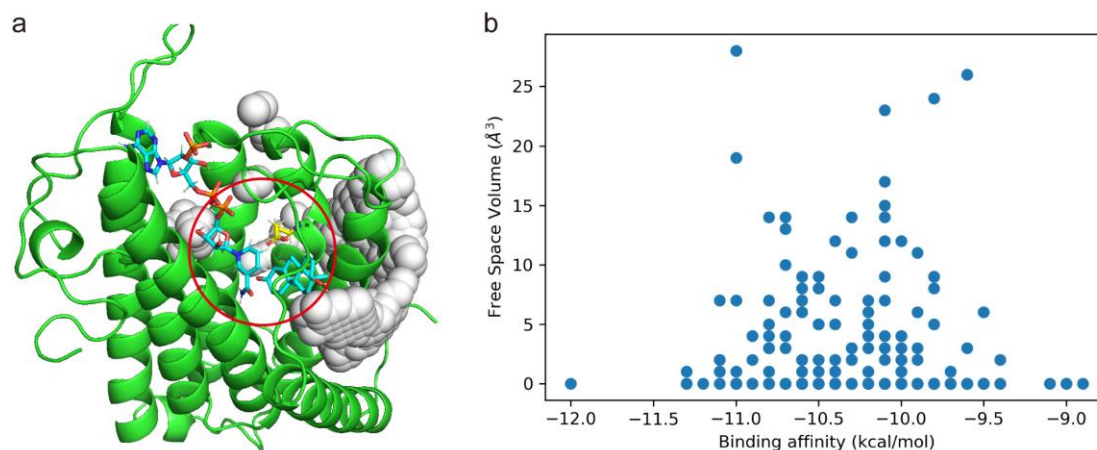 a
b
Free Space Volume (Å³)
25
20
15
10
5
0
−12.0 −11.5 −11.0 −10.5 −10.0 −9.5 −9.0
Binding affinity (kcal/mol)